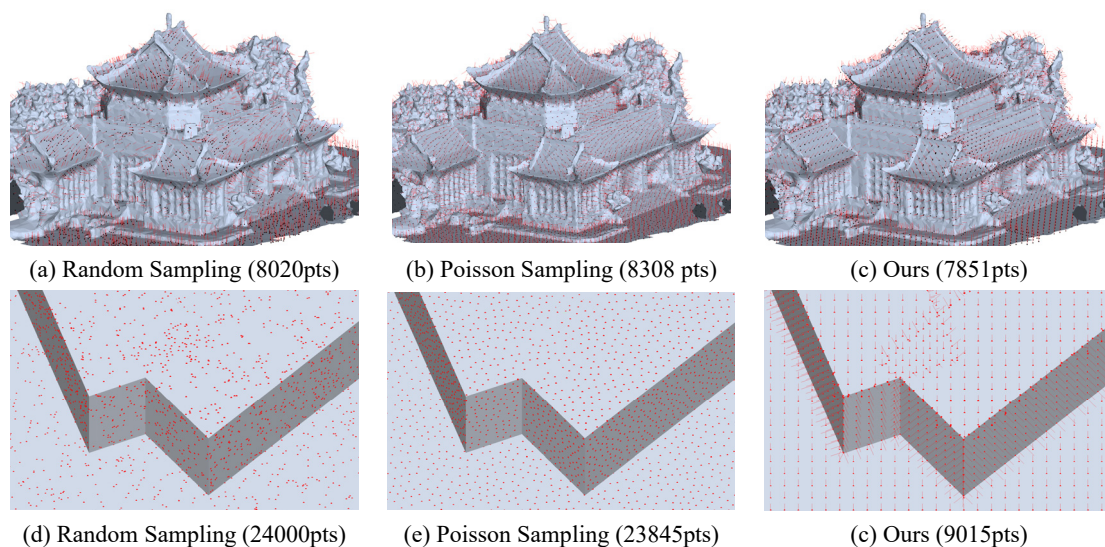 (a) Random Sampling (8020pts)
(b) Poisson Sampling (8308 pts)
(c) Ours (7851pts)
(d) Random Sampling (24000pts)
(e) Poisson Sampling (23845pts)
(c) Ours (9015pts)